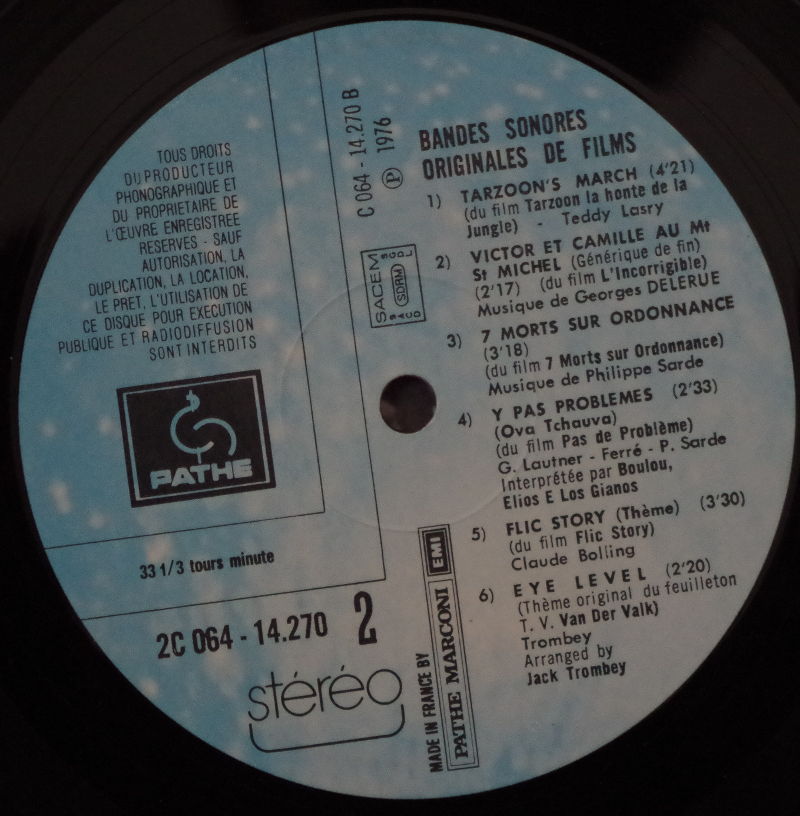 TOUS DROITS
DU PRODUCTEUR
PHONOGRAPHIQUE ET
DU PROPRIETAIRE DE
L'ŒUVRE ENREGISTREE
RESERVES - SAUF
AUTORISATION, LA
DUPLICATION, LA LOCATION,
LE PRET, L'UTILISATION DE
CE DISQUE POUR EXECUTION
PUBLIQUE ET RADIODIFFUSION
SONT INTERDITS
PATHE
33 1/3 tours minute
2C 064 - 14.270 2
stéréo
C 064 - 14.270 B
Ⓟ 1976
SACEM
SDRM
SACD
SGDL
MADE IN FRANCE BY
PATHE MARCONI EMI
BANDES SONORES
ORIGINALES DE FILMS
1) TARZOON'S MARCH (4'21)
(du film Tarzoon la honte de la
Jungle) - Teddy Lasry
2) VICTOR ET CAMILLE AU Mt
St MICHEL (Générique de fin)
(2'17) (du film L'Incorrigible)
Musique de Georges DELERUE
3) 7 MORTS SUR ORDONNANCE
(3'18)
(du film 7 Morts sur Ordonnance)
Musique de Philippe Sarde
4) Y PAS PROBLEMES (2'33)
(Ova Tchauva)
(du film Pas de Problème)
G. Lautner - Ferré - P. Sarde
Interprétée par Boulou,
Elios E Los Gianos
5) FLIC STORY (Thème) (3'30)
(du film Flic Story)
Claude Bolling
6) EYE LEVEL (2'20)
(Thème original du feuilleton
T. V. Van Der Valk)
Trombey
Arranged by
Jack Trombey